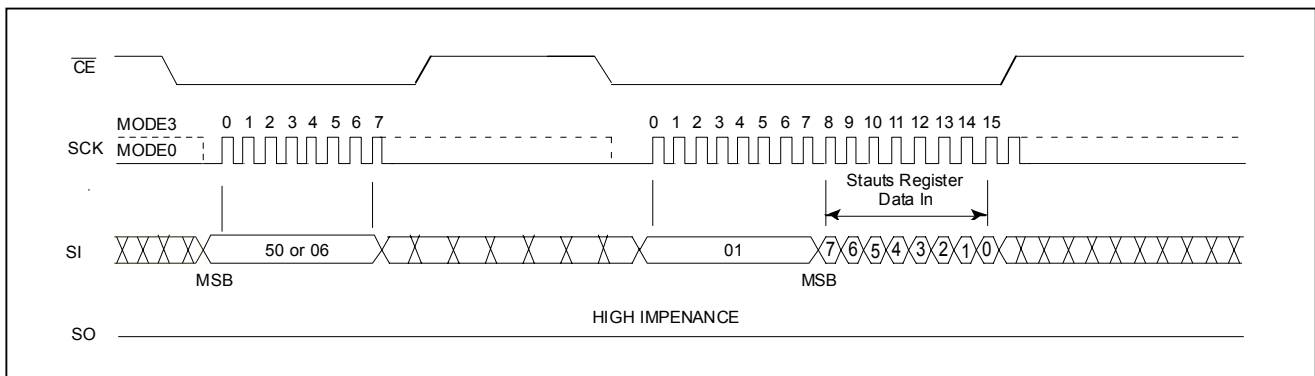 CE
MODE3
SCK
MODE0
0 1 2 3 4 5 6 7
0 1 2 3 4 5 6 7 8 9 10 11 12 13 14 15
Stauts Register
Data In
SI
50 or 06
01
7 6 5 4 3 2 1 0
MSB
MSB
HIGH IMPENANCE
SO